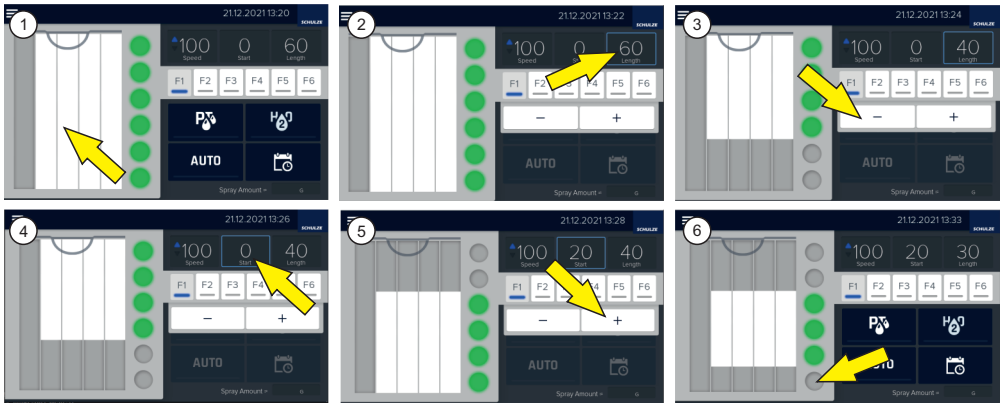 1
21.12.2021 13:20
SCHULZE
100 0 60
Speed Start Length
F1 F2 F3 F4 F5 F6
H2O
AUTO
Spray Amount = G
2
21.12.2021 13:22
SCHULZE
100 0 60
Speed Length
F1 F2 F3 F4 F5 F6
- +
AUTO
Spray Amount = G
3
21.12.2021 13:24
SCHULZE
100 0 40
Speed Start Length
F1 F2 F3 F4 F5 F6
- +
AUTO
Spray Amount = G
4
21.12.2021 13:26
SCHULZE
100 0 40
Speed Start Length
F1 F2 F3 F4 F5 F6
- +
AUTO
Spray Amount = G
5
21.12.2021 13:28
SCHULZE
100 20 40
Speed Start Length
F1 F2 F4 F5 F6
- +
AUTO
Spray Amount = G
6
21.12.2021 13:33
SCHULZE
100 20 30
Speed Start Length
F1 F2 F3 F4 F5 F6
H2O
Spray Amount = G